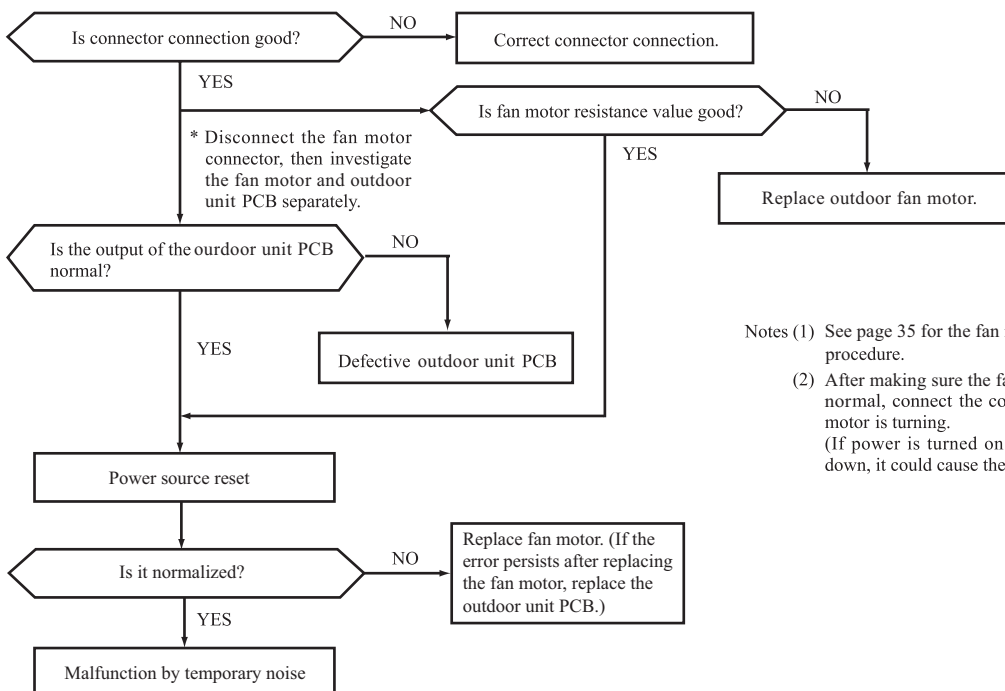 Is connector connection good?
NO
Correct connector connection.
YES
Is fan motor resistance value good?
NO
* Disconnect the fan motor
connector, then investigate
the fan motor and outdoor
unit PCB separately.
YES
Replace outdoor fan motor.
Is the output of the ourdoor unit PCB
normal?
NO
YES
Defective outdoor unit PCB
Notes (1) See page 35 for the fan
procedure.
(2) After making sure the
normal, connect the
motor is turning.
(If power is turned on
down, it could cause the
Power source reset
Is it normalized?
NO
Replace fan motor. (If the
error persists after replacing
the fan motor, replace the
outdoor unit PCB.)
YES
Malfunction by temporary noise